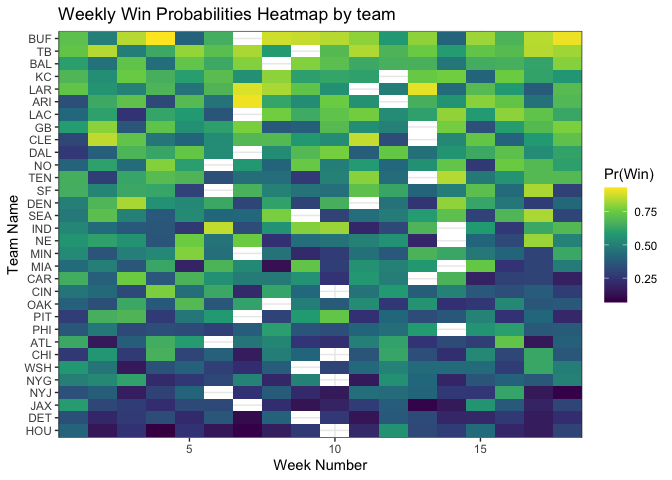 Weekly Win Probabilities Heatmap by team
Team Name
BUF
TB
BAL
KC
LAR
ARI
LAC
GB
CLE
DAL
NO
TEN
SF
DEN
SEA
IND
NE
MIN
MIA
CAR
CIN
OAK
PIT
PHI
ATL
CHI
WSH
NYG
NYJ
JAX
DET
HOU
5
10
15
Week Number
Pr(Win)
0.75
0.50
0.25